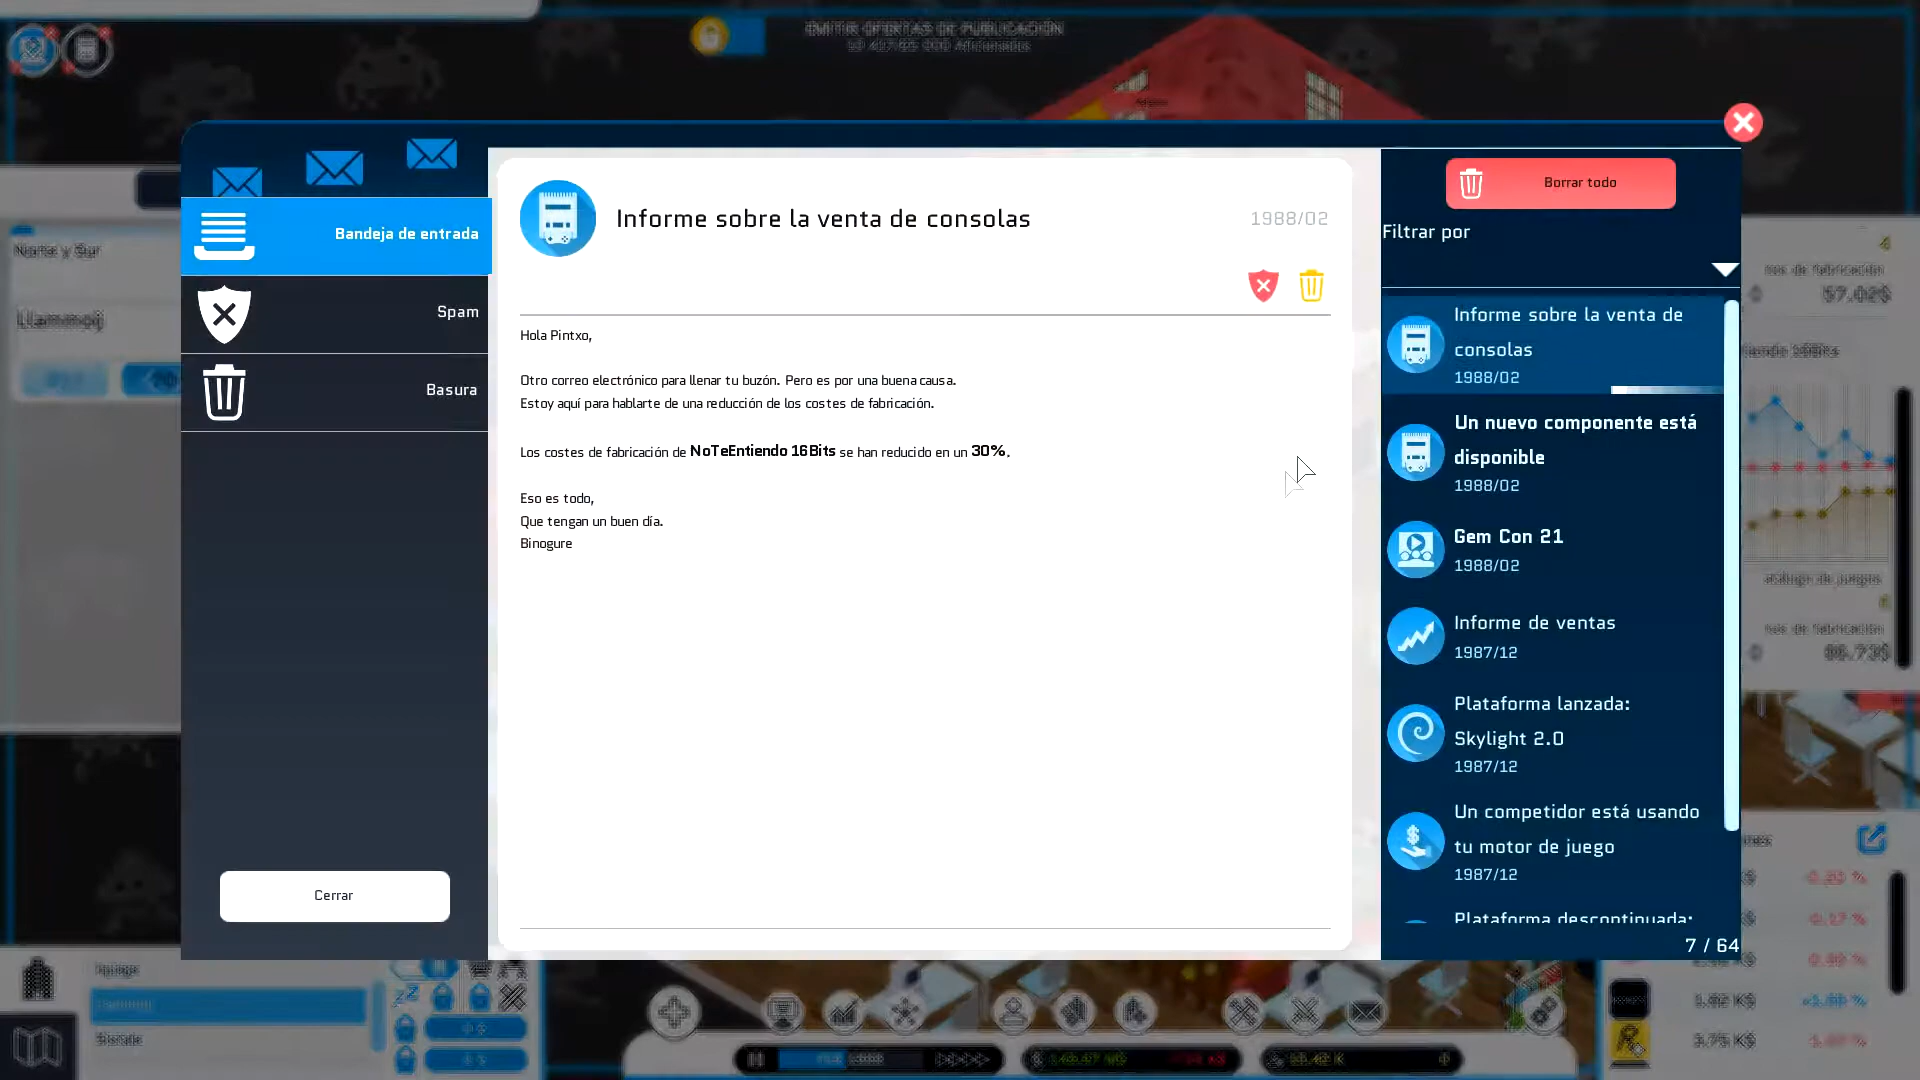 Bandeja de entrada
Spam
Basura
Cerrar
Informe sobre la venta de consolas
1988/02
Hola Pintxo,
Otro correo electrónico para llenar tu buzón. Pero es por una buena causa.
Estoy aquí para hablarte de una reducción de los costes de fabricación.
Los costes de fabricación de NoTeEntiendo 16Bits se han reducido en un 30%.
Eso es todo,
Que tengan un buen día.
Binogure
Borrar todo
Filtrar por
Informe sobre la venta de
consolas
1988/02
Un nuevo componente está
disponible
1988/02
Gem Con 21
1988/02
Informe de ventas
1987/12
Plataforma lanzada:
Skylight 2.0
1987/12
Un competidor está usando
tu motor de juego
1987/12
Plataforma descontinuada:
7 / 64